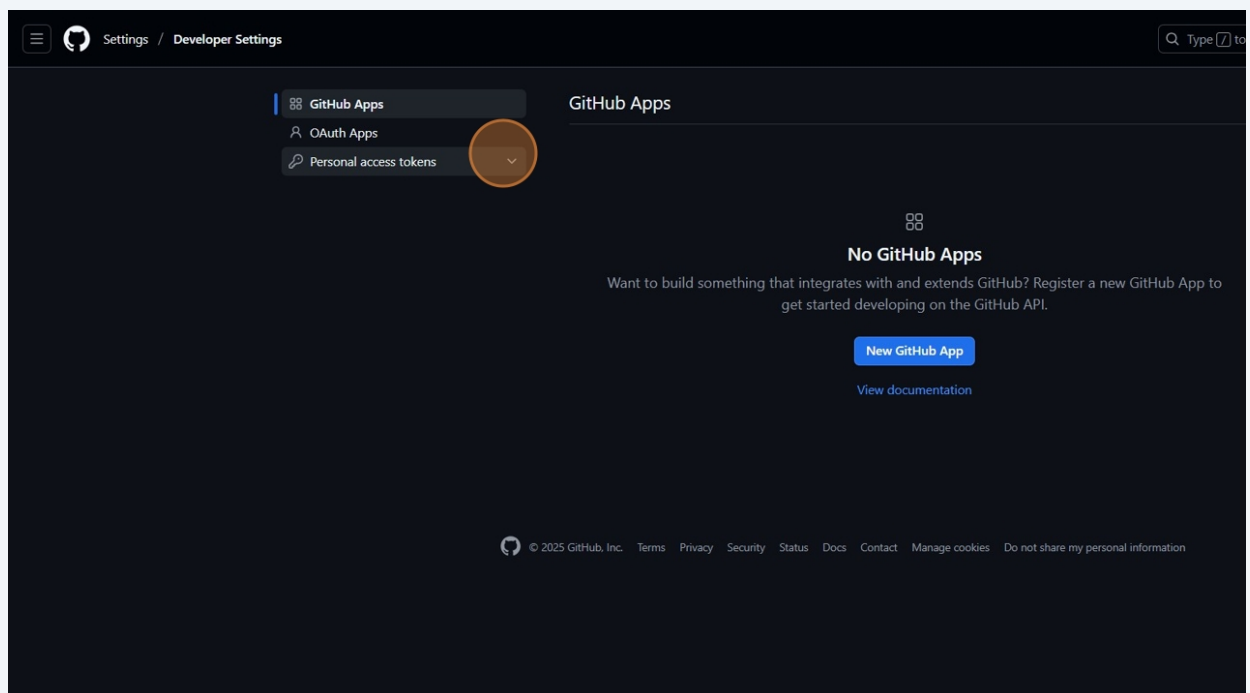 Settings / Developer Settings
Type / to
GitHub Apps
OAuth Apps
Personal access tokens
GitHub Apps
No GitHub Apps
Want to build something that integrates with and extends GitHub? Register a new GitHub App to
get started developing on the GitHub API.
New GitHub App
View documentation
© 2025 GitHub, Inc. Terms Privacy Security Status Docs Contact Manage cookies Do not share my personal information